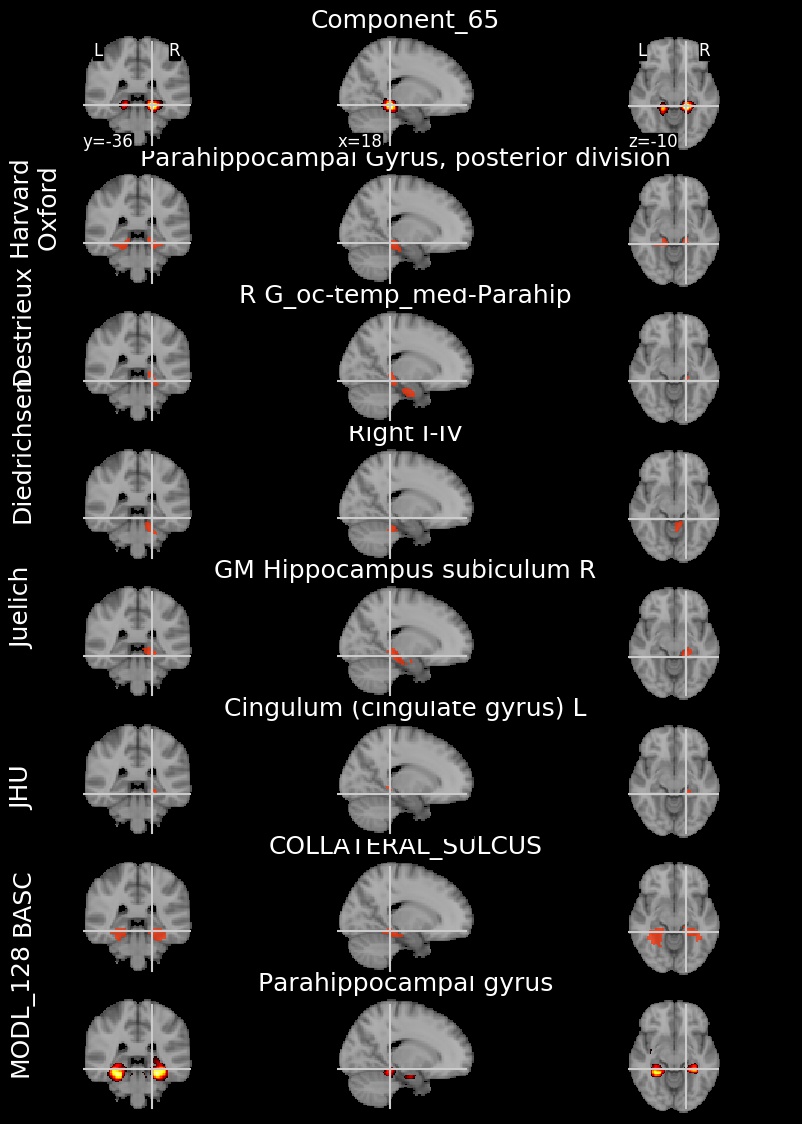 Component_65
L R
L R
y=-36
x=18
z=-10
Parahippocampal Gyrus, posterior division
Harvard
Oxford
R G_oc-temp_med-Parahip
Destrieux
Right I-IV
Diedrichsen
GM Hippocampus subiculum R
Juelich
Cingulum (cingulate gyrus) L
JHU
COLLATERAL_SULCUS
BASC
Parahippocampal gyrus
MODL_128